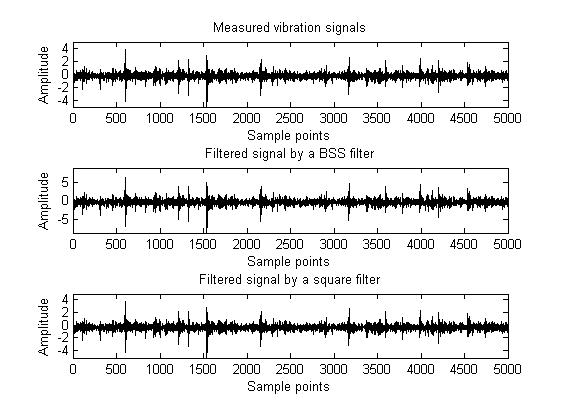 Measured vibration signals
Amplitude
4
2
0
-2
-4
0 500 1000 1500 2000 2500 3000 3500 4000 4500 5000
Sample points
Filtered signal by a BSS filter
Amplitude
5
0
-5
0 500 1000 1500 2000 2500 3000 3500 4000 4500 5000
Sample points
Filtered signal by a square filter
Amplitude
4
2
0
-2
-4
0 500 1000 1500 2000 2500 3000 3500 4000 4500 5000
Sample points